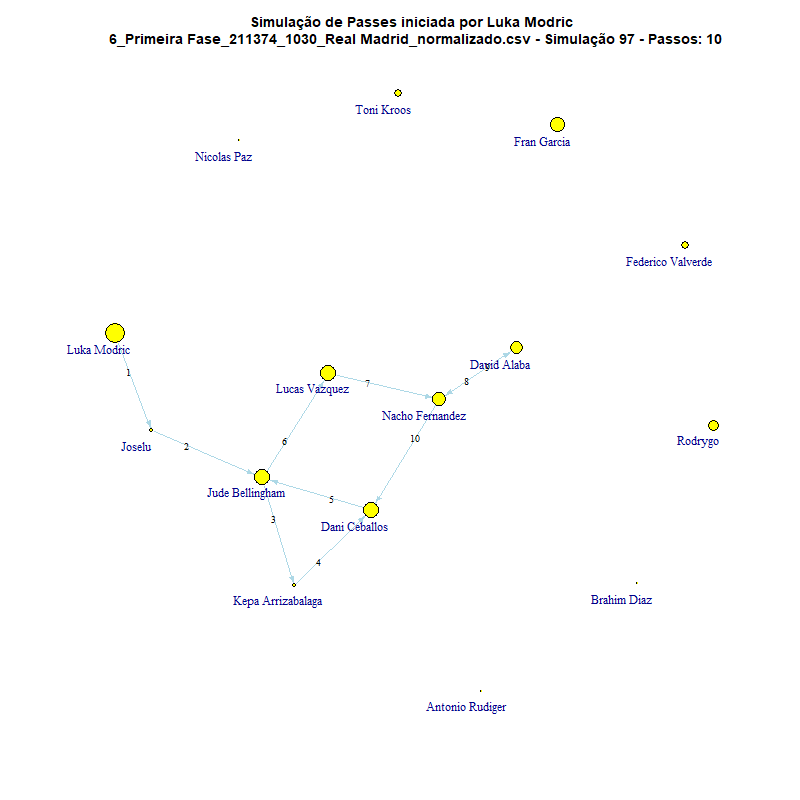 Simulação de Passes iniciada por Luka Modric
6_Primeira Fase_211374_1030_Real Madrid_normalizado.csv - Simulação 97 - Passos: 10
Toni Kroos
Fran Garcia
Nicolas Paz
Federico Valverde
Luka Modric
David Alaba
1
8
7
Lucas Vazquez
Nacho Fernandez
10
Rodrygo
6
Joselu
2
Jude Bellingham
5
3
Dani Ceballos
4
Kepa Arrizabalaga
Brahim Diaz
Antonio Rudiger